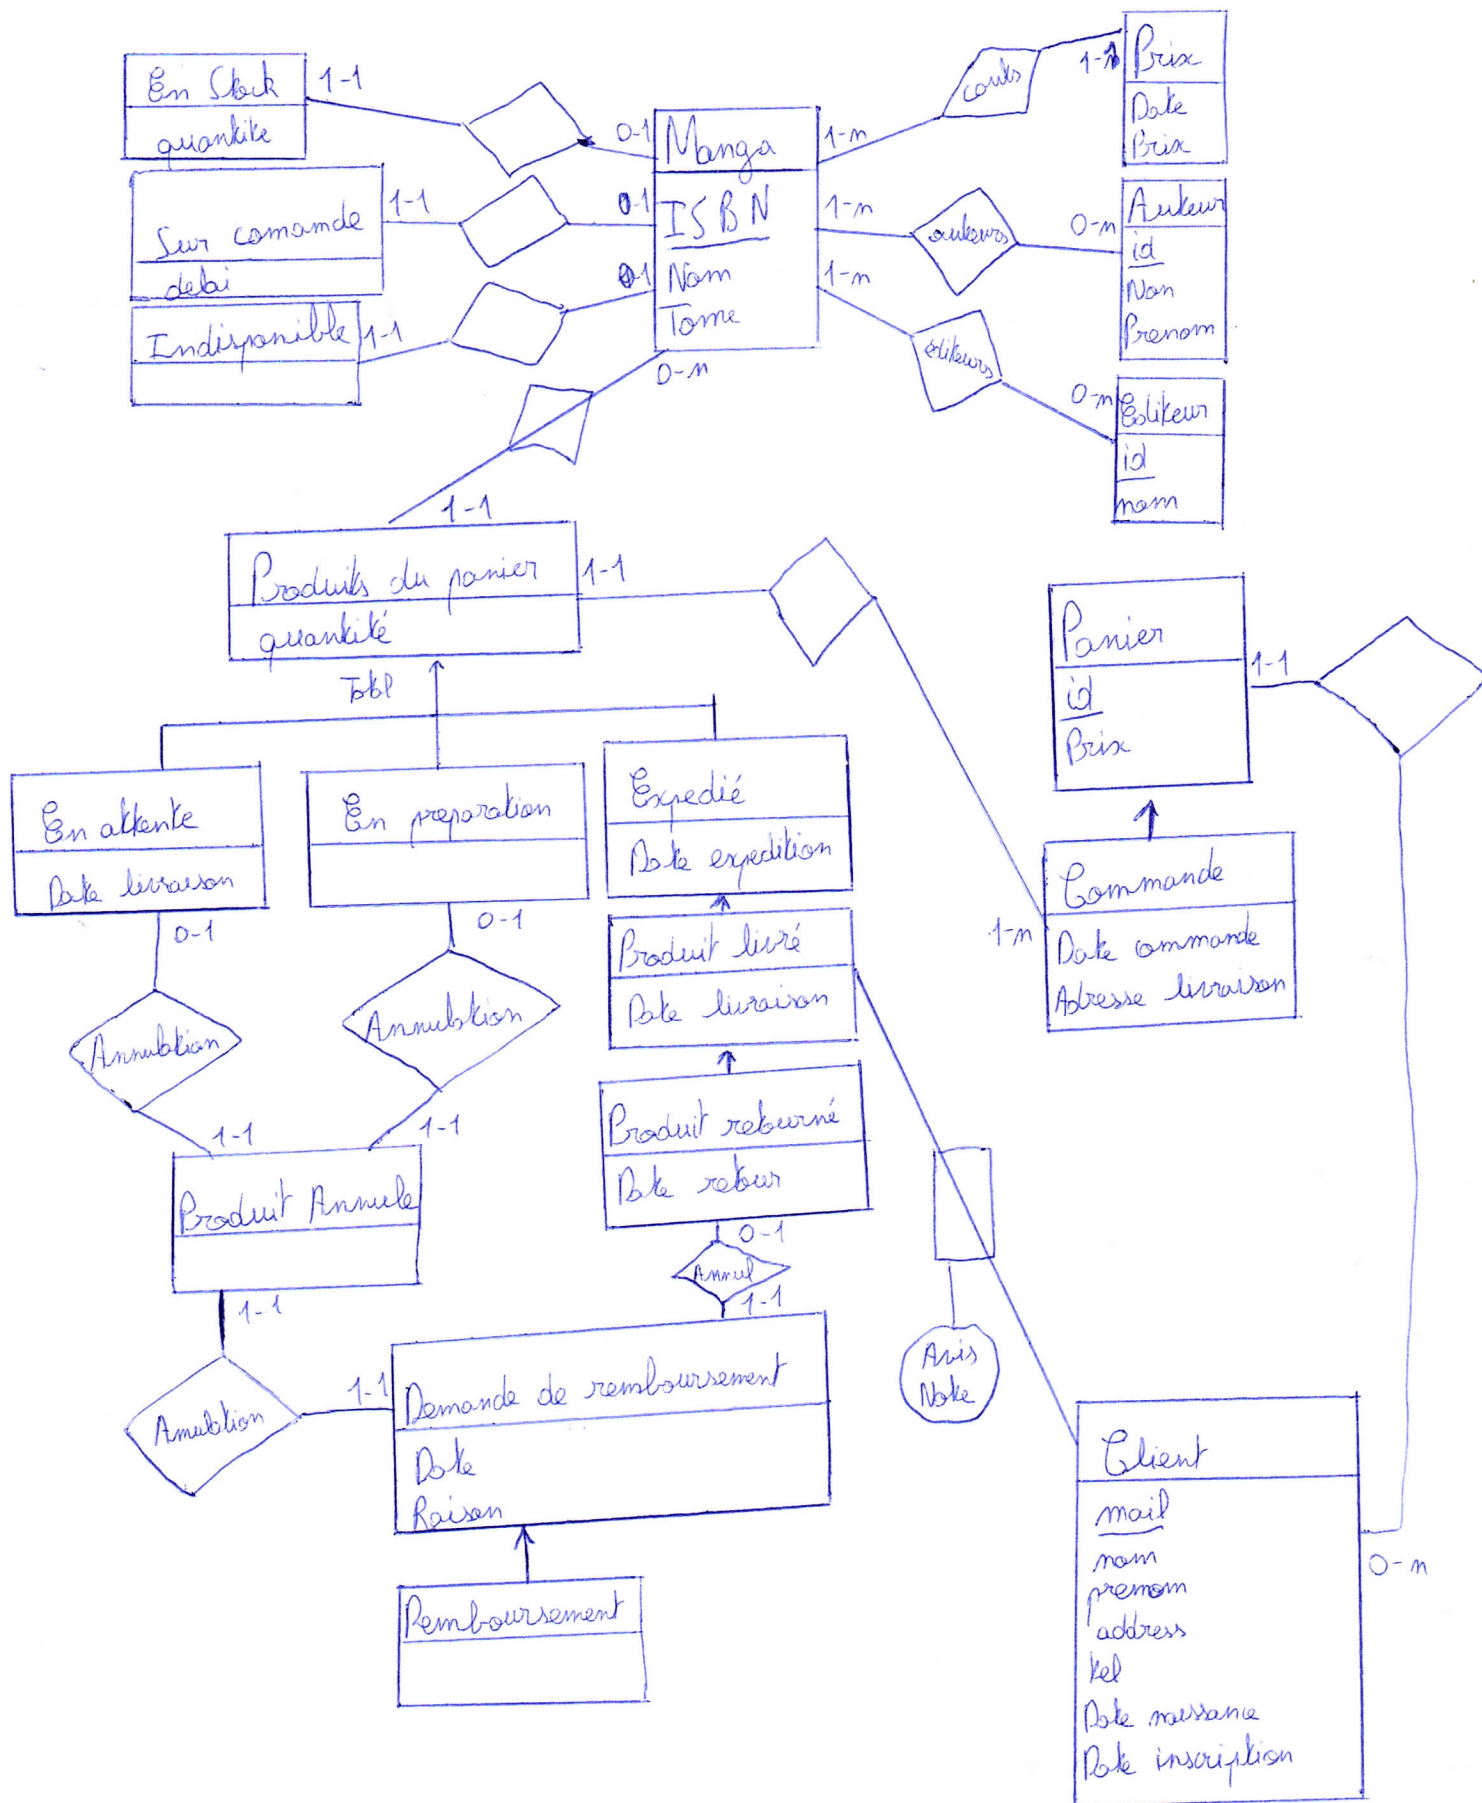 En Stock
quantite
1-1
0-1
Sur comande
delai
1-1
0-1
Indisponible
1-1
0-1
Manga
ISBN
Nom
Tome
1-n
couts
1-1
Prix
Date
Prix
1-n
auteurs
0-n
Auteur
id
Nom
Prenom
1-n
éditeurs
0-n
Editeur
id
nom
0-n
1-1
Produits du panier
quantité
1-1
Total
Panier
id
Prix
1-1
En attente
Date livraison
0-1
En preparation
0-1
Expedié
Date expedition
Produit livré
Date livraison
Commande
Date commande
Adresse livraison
1-n
Annulation
Annulation
1-1
1-1
Produit retourné
Date retour
0-1
Produit Annule
1-1
Annul
1-1
Annulation
1-1
Demande de remboursement
Date
Raison
Avis
Note
Remboursement
Client
mail
nom
prenom
address
tel
Date naissance
Date inscription
0-n